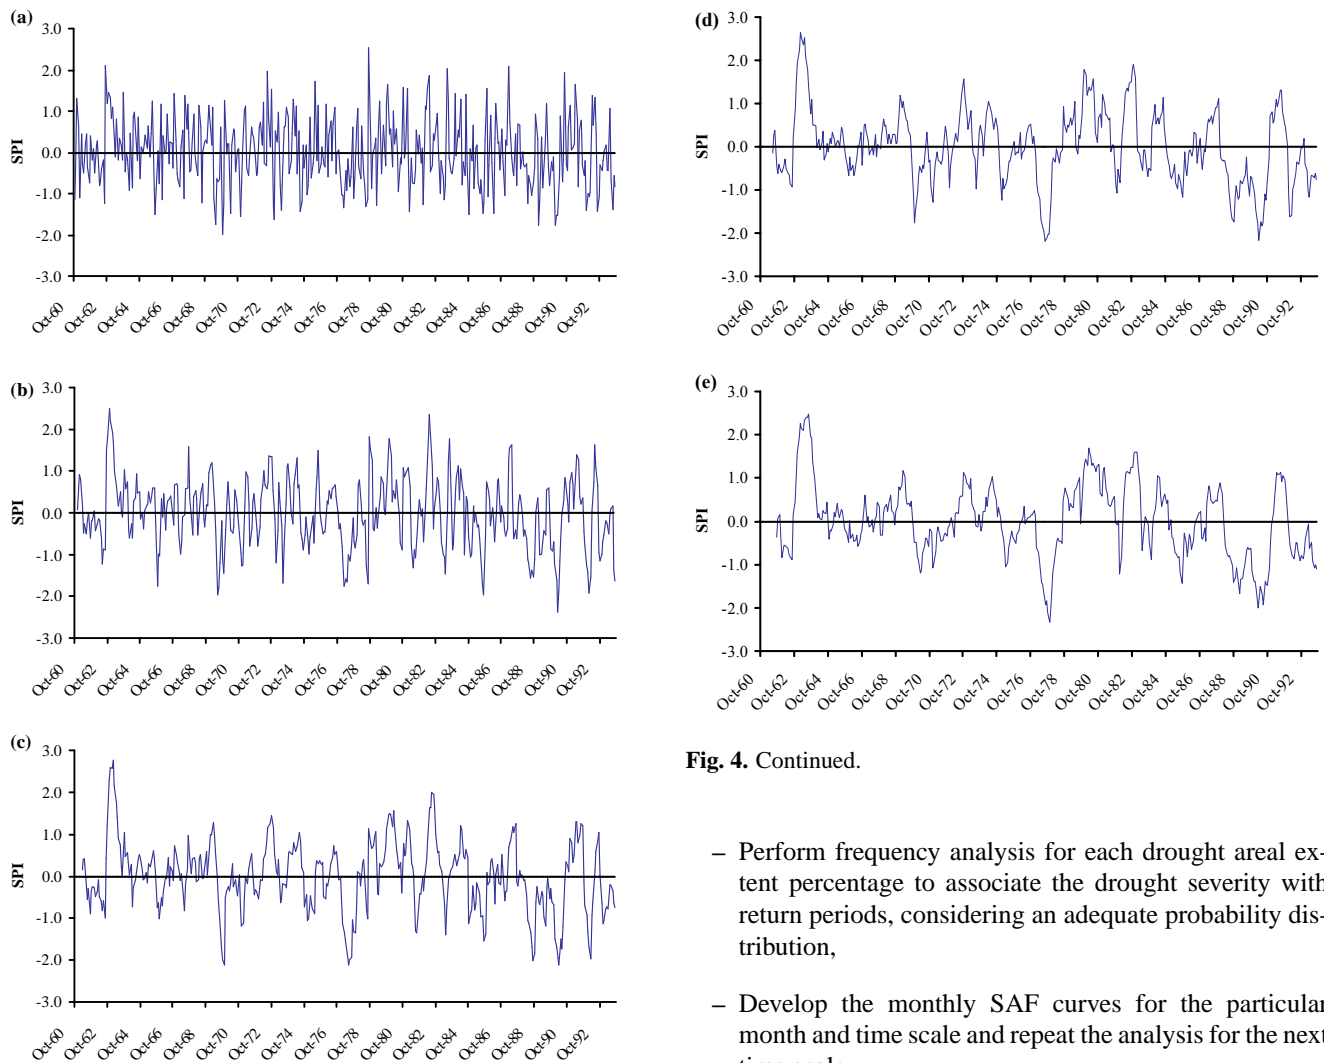 (a)
3.0
2.0
1.0
0.0
-1.0
-2.0
-3.0
SPI
Oct-60
Oct-62
Oct-64
Oct-66
Oct-68
Oct-70
Oct-72
Oct-74
Oct-76
Oct-78
Oct-80
Oct-82
Oct-84
Oct-86
Oct-88
Oct-90
Oct-92
(b)
3.0
2.0
1.0
0.0
-1.0
-2.0
-3.0
SPI
Oct-60
Oct-62
Oct-64
Oct-66
Oct-68
Oct-70
Oct-72
Oct-74
Oct-76
Oct-78
Oct-80
Oct-82
Oct-84
Oct-86
Oct-88
Oct-90
Oct-92
(c)
3.0
2.0
1.0
0.0
-1.0
-2.0
-3.0
SPI
Oct-60
Oct-62
Oct-64
Oct-66
Oct-68
Oct-70
Oct-72
Oct-74
Oct-76
Oct-78
Oct-80
Oct-82
Oct-84
Oct-86
Oct-88
Oct-90
Oct-92
(d)
3.0
2.0
1.0
0.0
-1.0
-2.0
-3.0
SPI
Oct-60
Oct-62
Oct-64
Oct-66
Oct-68
Oct-70
Oct-72
Oct-74
Oct-76
Oct-78
Oct-80
Oct-82
Oct-84
Oct-86
Oct-88
Oct-90
Oct-92
(e)
3.0
2.0
1.0
0.0
-1.0
-2.0
-3.0
SPI
Oct-60
Oct-62
Oct-64
Oct-66
Oct-68
Oct-70
Oct-72
Oct-74
Oct-76
Oct-78
Oct-80
Oct-82
Oct-84
Oct-86
Oct-88
Oct-90
Oct-92
Fig. 4. Continued.
– Perform frequency analysis for each drought areal ex-
tent percentage to associate the drought severity with
return periods, considering an adequate probability dis-
tribution,
– Develop the monthly SAF curves for the particular
month and time scale and repeat the analysis for the next